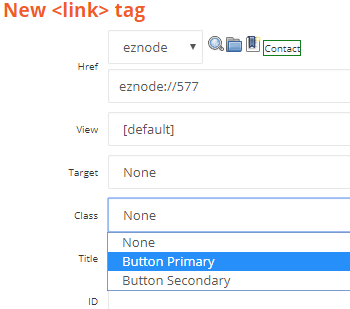 New <link> tag
eznode
Contact
Href
eznode://577
View
[default]
Target
None
Class
None
None
Title
Button Primary
Button Secondary
ID